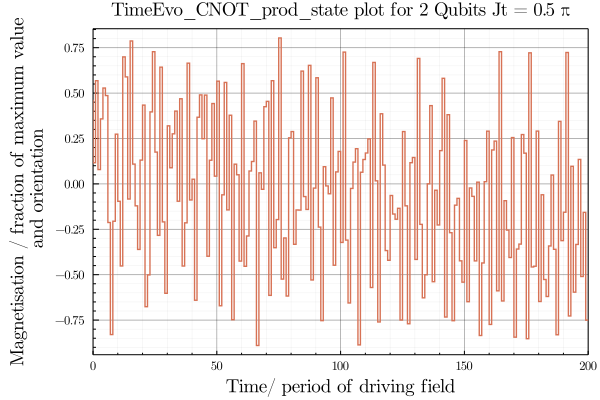 TimeEvo_CNOT_prod_state plot for 2 Qubits Jt = 0.5 π
Magnetisation / fraction of maximum value
and orientation
0.75
0.50
0.25
0.00
−0.25
−0.50
−0.75
0 50 100 150 200
Time/ period of driving field